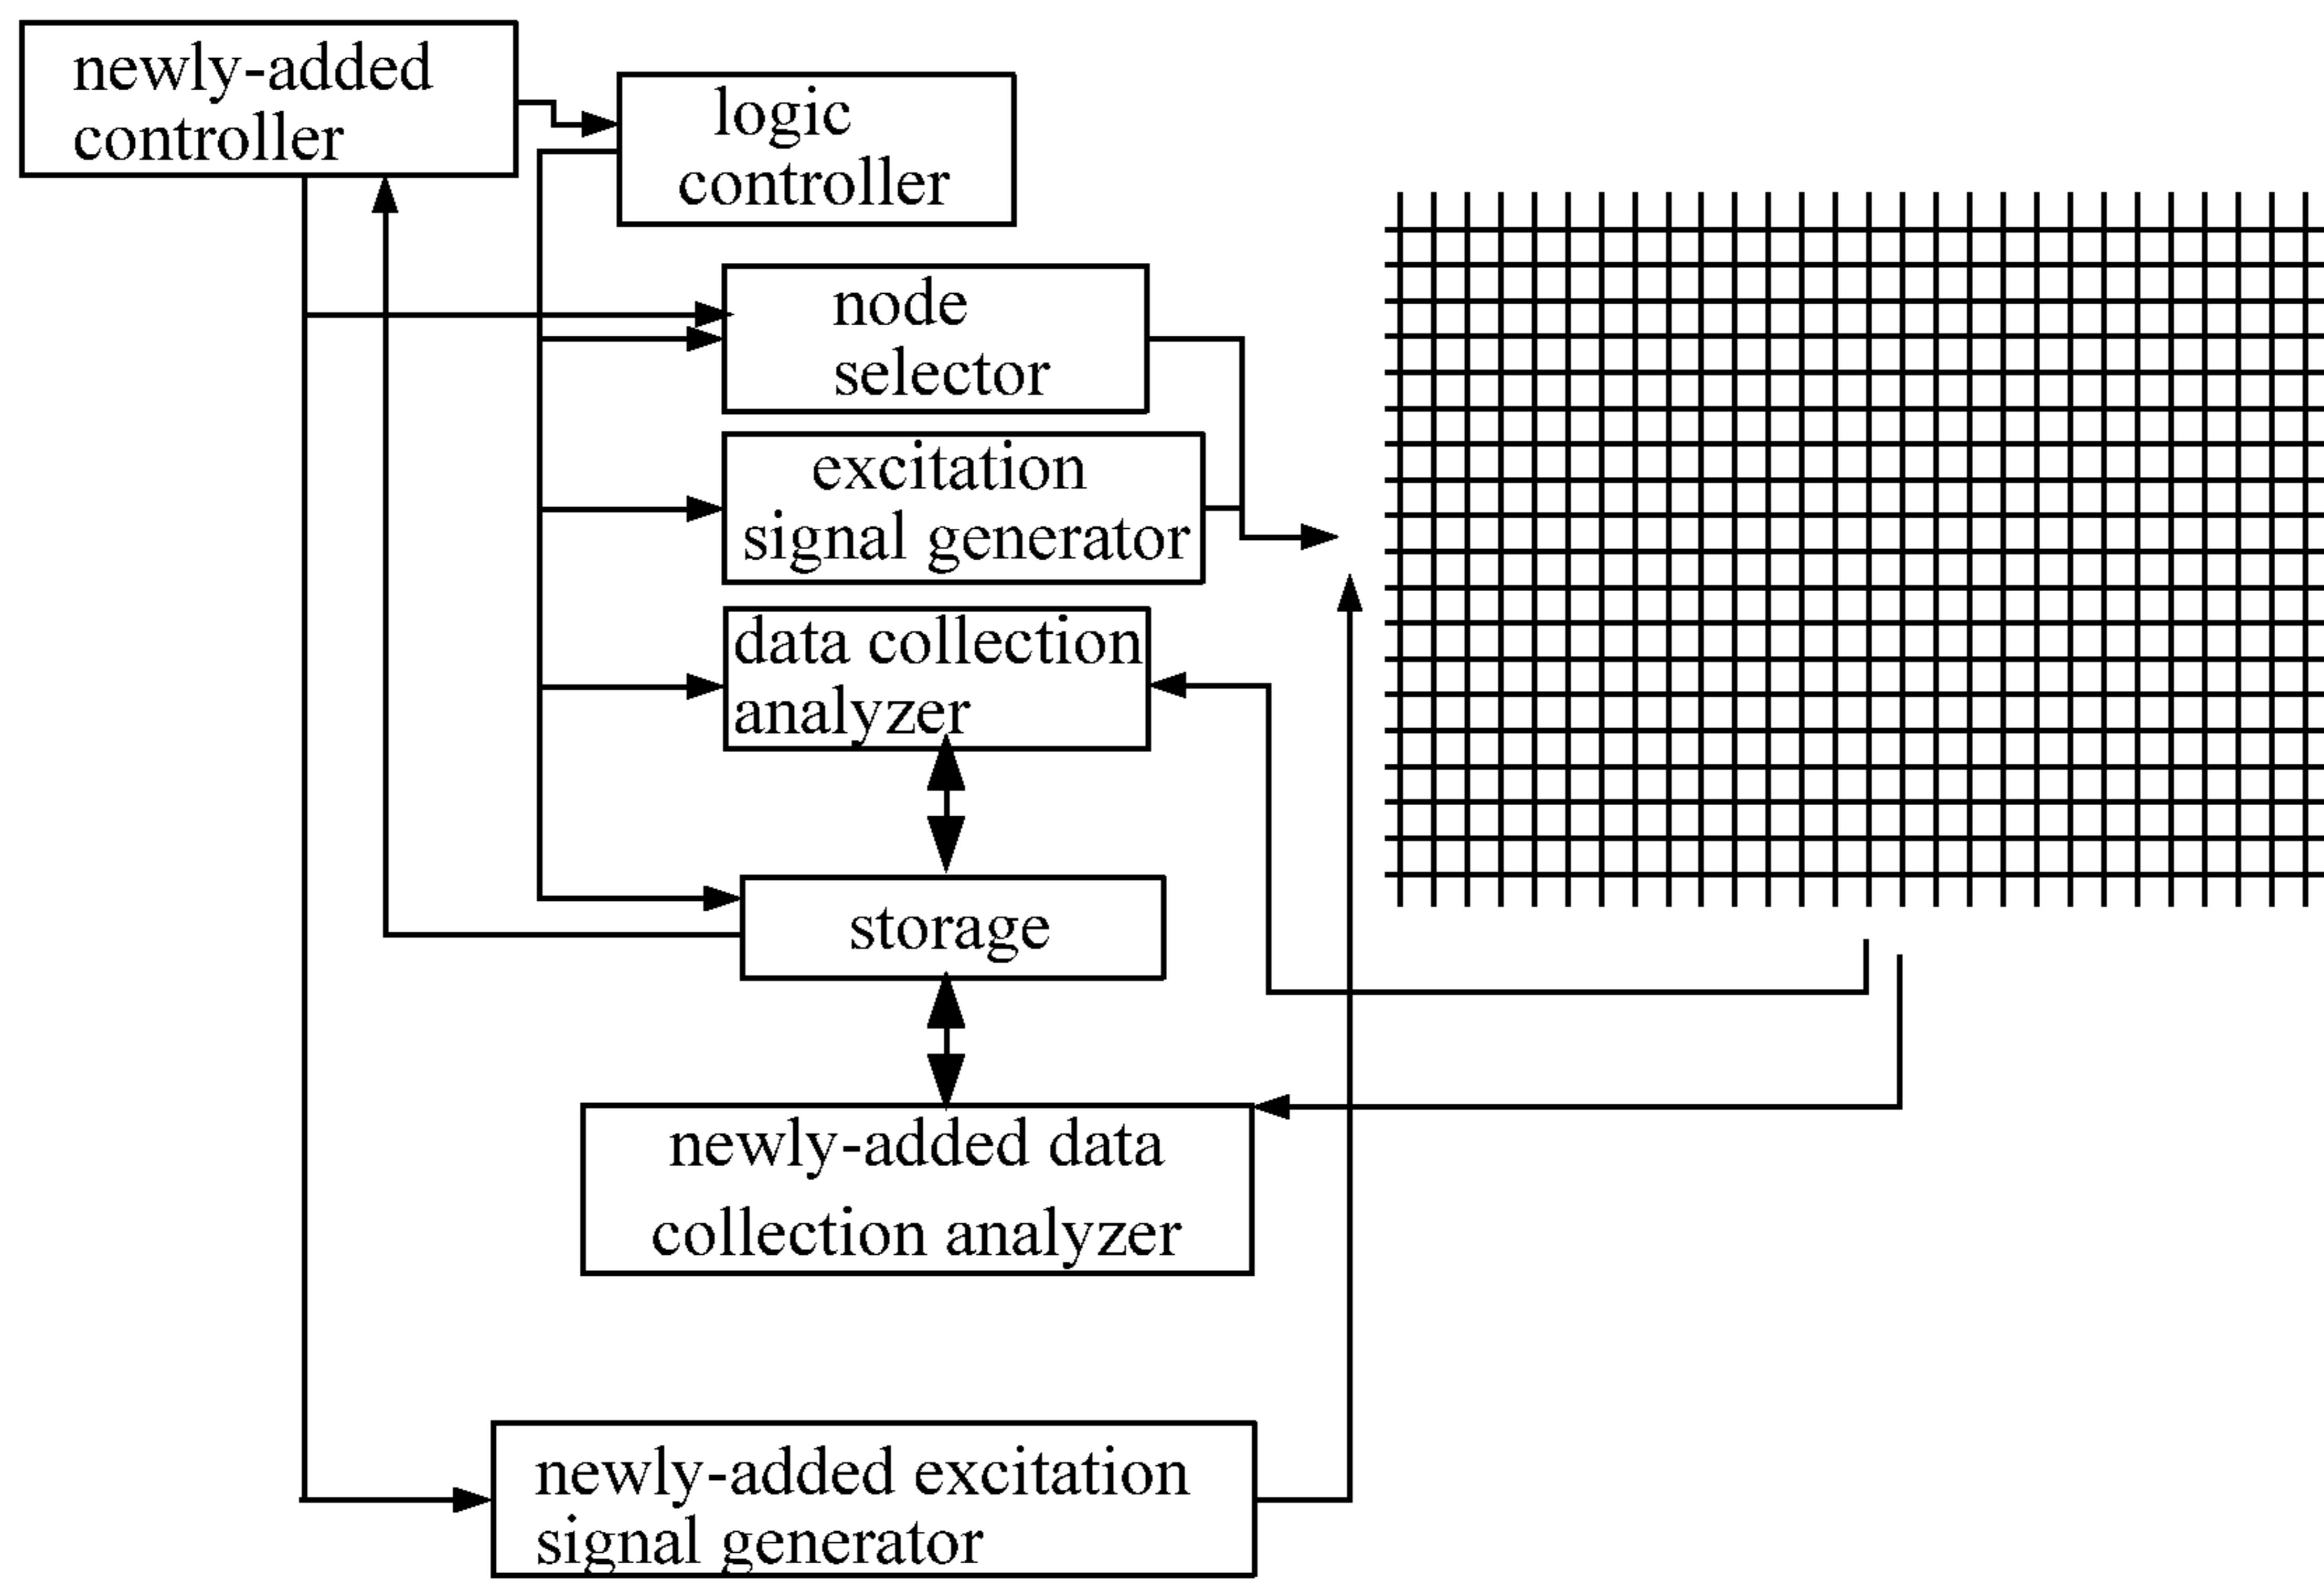 newly-added
controller
logic
controller
node
selector
excitation
signal generator
data collection
analyzer
storage
newly-added data
collection analyzer
newly-added excitation
signal generator